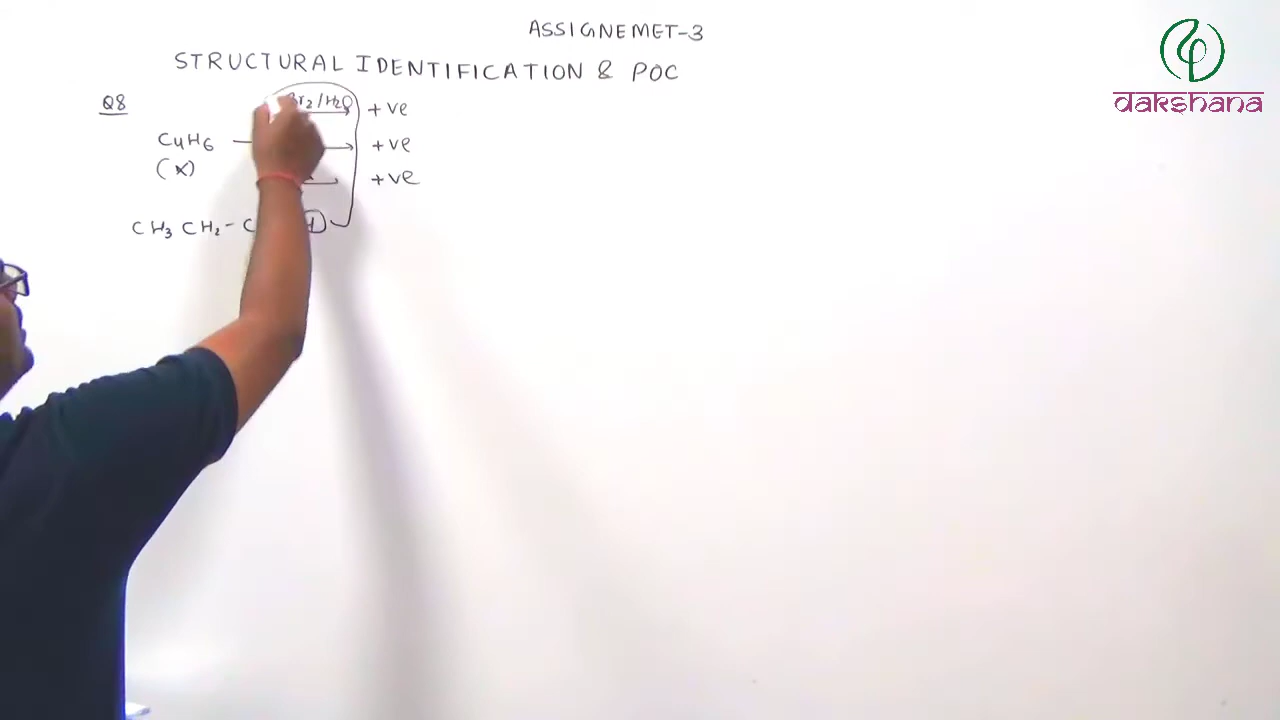 ASSIGNEMET-3
STRUCTURAL IDENTIFICATION & POC
dakshana
Q8
Br2/H2O + ve
C4H6 + ve
(X) + ve
CH3 CH2 - C